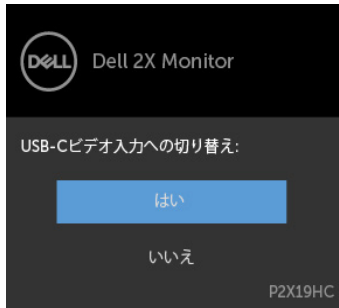 DELL Dell 2X Monitor
USB-Cビデオ入力への切り替え:
はい
いいえ
P2X19HC